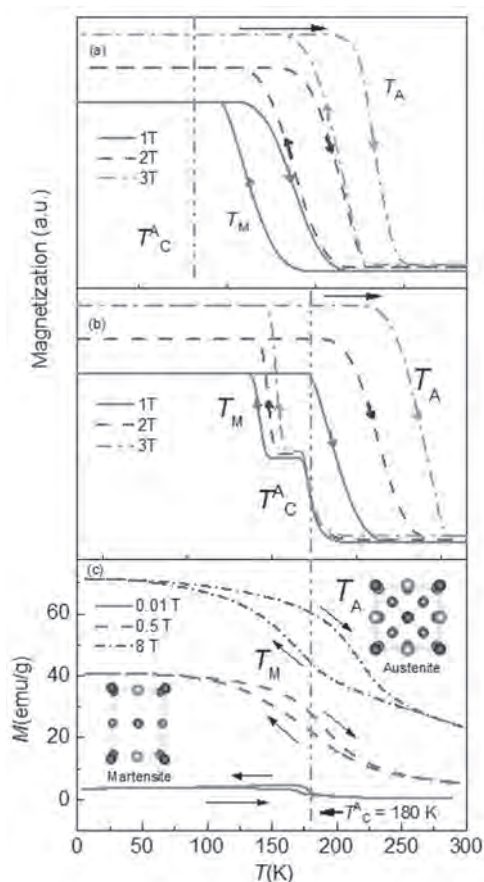 Magnetization (a.u.)
(a)
1T
2T
3T
T_A
T_M
T^A_C
(b)
1T
2T
3T
T_M
T_A
T^A_C
M(emu/g)
(c)
0.01 T
0.5 T
8 T
60
40
20
0
T_A
T_M
Austenite
Martensite
T^A_C = 180 K
0 50 100 150 200 250 300
T(K)